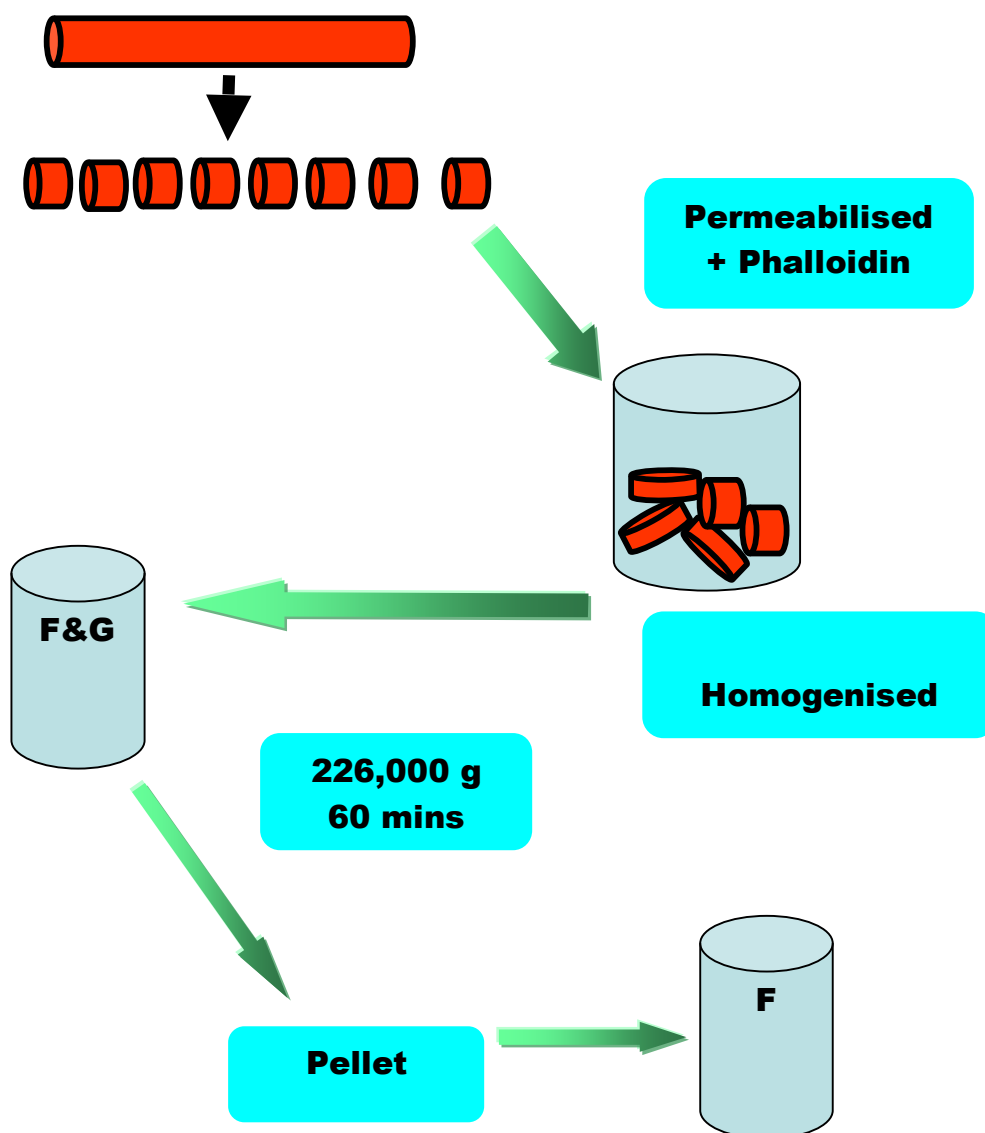 Permeabilised
+ Phalloidin
F&G
Homogenised
226,000 g
60 mins
F
Pellet